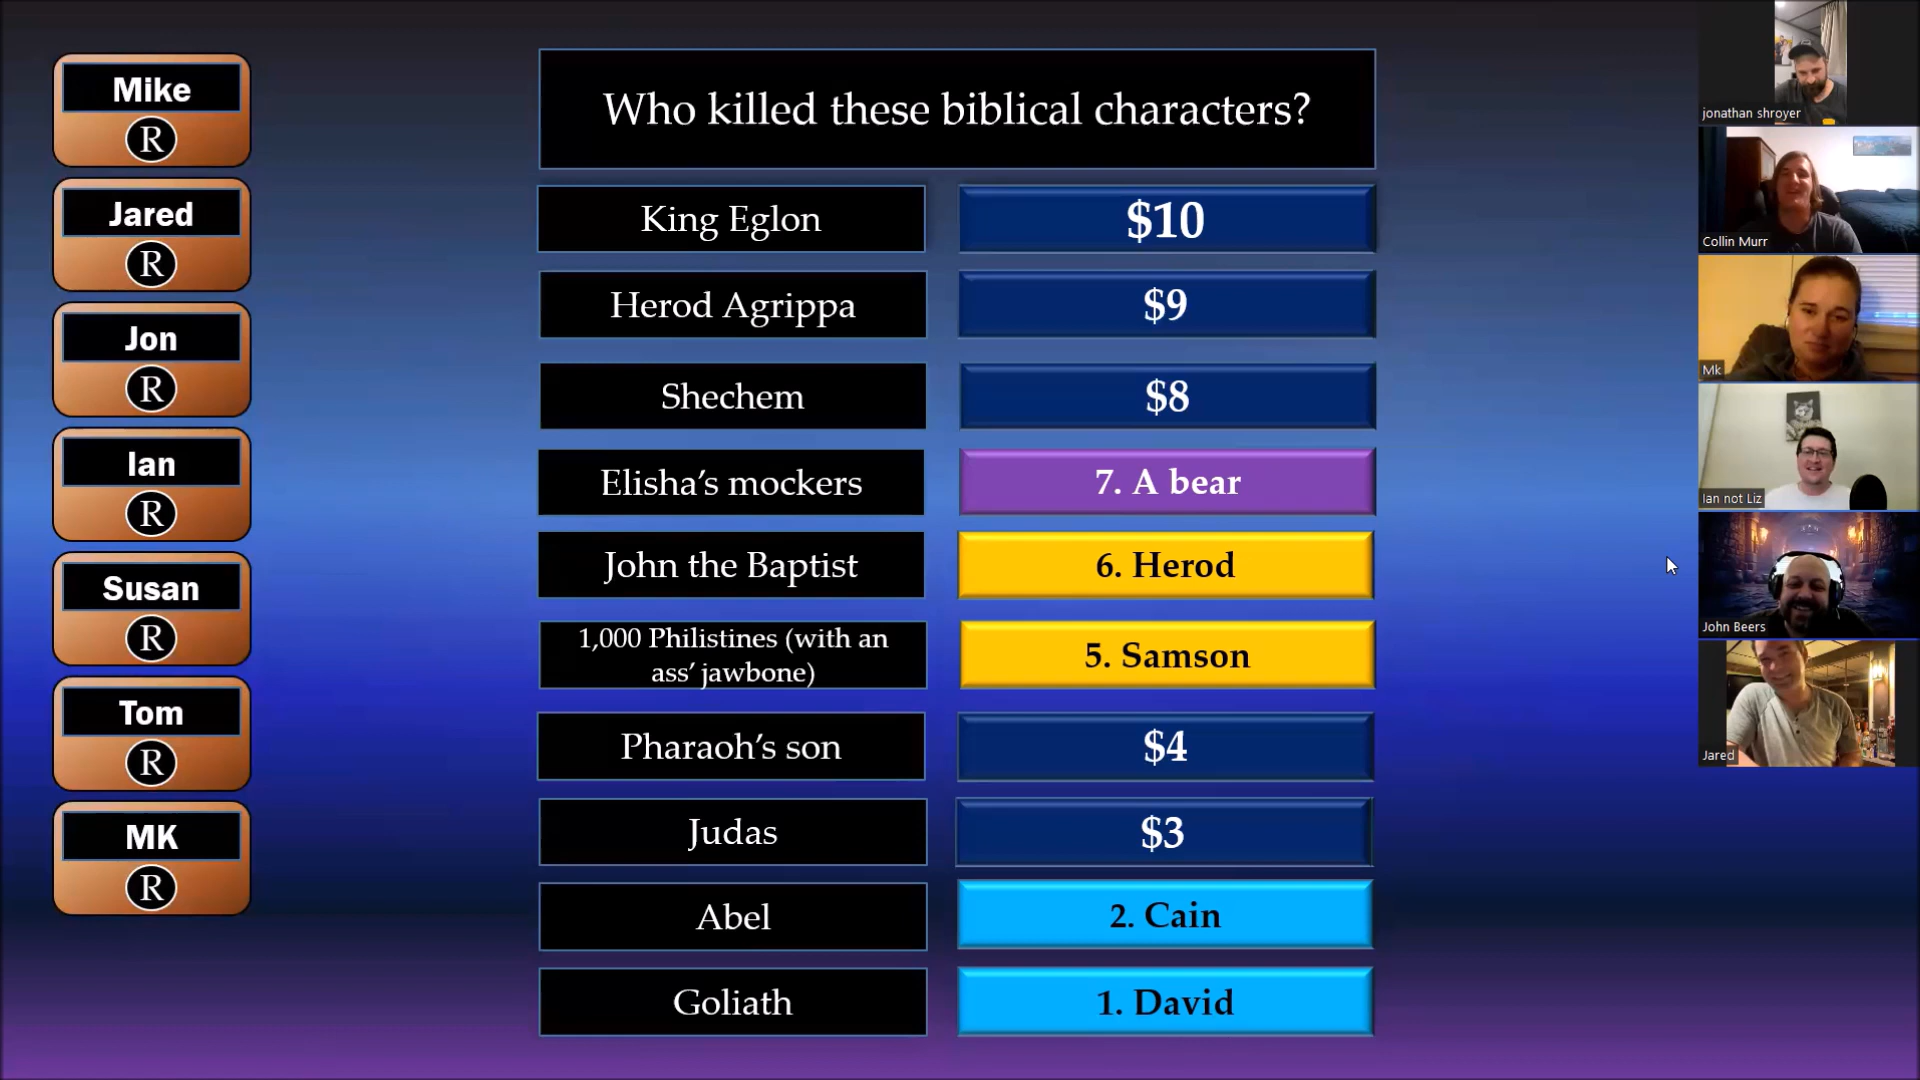 Mike
R
Jared
R
Jon
R
Ian
R
Susan
R
Tom
R
MK
R
Who killed these biblical characters?
King Eglon
$10
Herod Agrippa
$9
Shechem
$8
Elisha’s mockers
7. A bear
John the Baptist
6. Herod
1,000 Philistines (with an
ass’ jawbone)
5. Samson
Pharaoh’s son
$4
Judas
$3
Abel
2. Cain
Goliath
1. David
jonathan shroyer
Collin Murr
Mk
Ian not Liz
John Beers
Jared